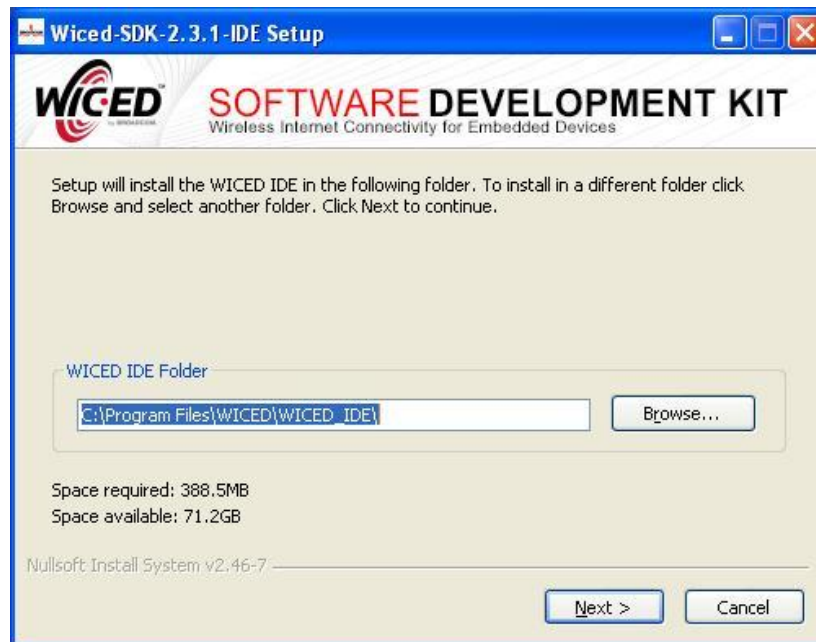 Wiced-SDK-2.3.1-IDE Setup
WICED™
by BROADCOM.
SOFTWARE DEVELOPMENT KIT
Wireless Internet Connectivity for Embedded Devices
Setup will install the WICED IDE in the following folder. To install in a different folder click
Browse and select another folder. Click Next to continue.
WICED IDE Folder
C:\Program Files\WICED\WICED_IDE\
Browse...
Space required: 388.5MB
Space available: 71.2GB
Nullsoft Install System v2.46-7
Next >
Cancel